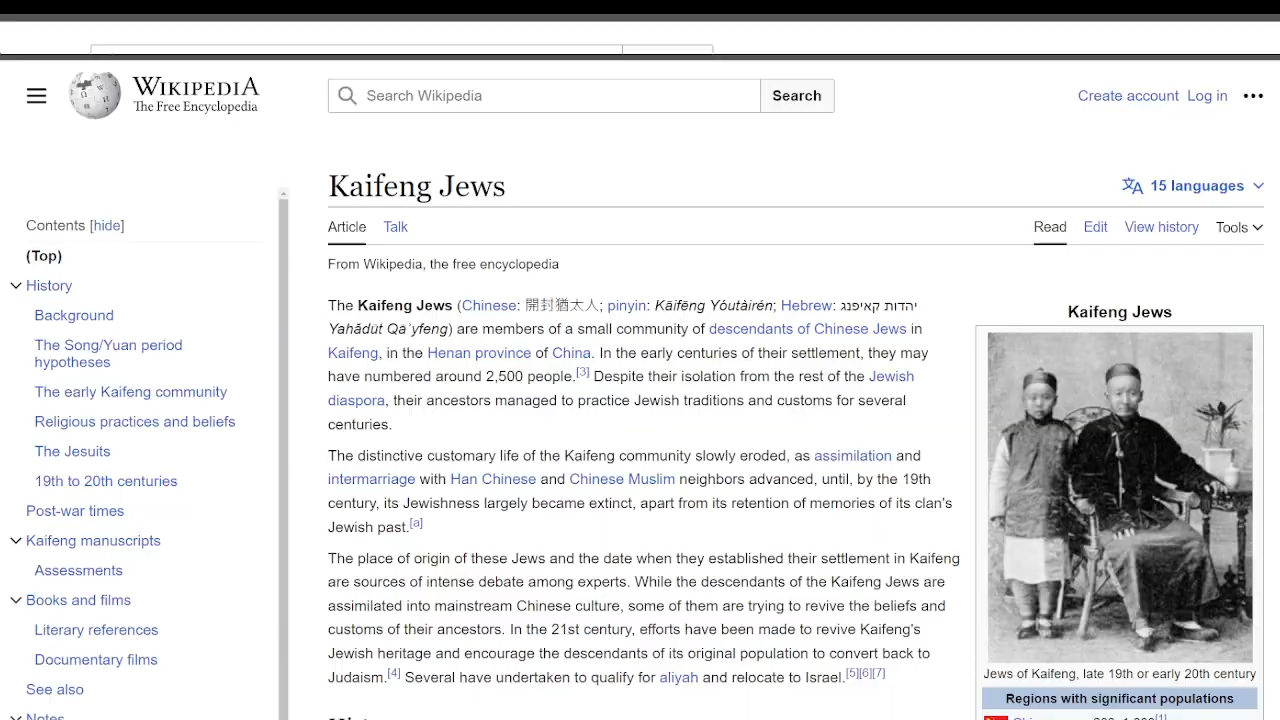 WIKIPEDIA
The Free Encyclopedia
Search Wikipedia
Search
Create account Log in
Kaifeng Jews
15 languages
Article Talk
Read Edit View history Tools
From Wikipedia, the free encyclopedia
Contents [hide]
(Top)
History
Background
The Song/Yuan period
hypotheses
The early Kaifeng community
Religious practices and beliefs
The Jesuits
19th to 20th centuries
Post-war times
Kaifeng manuscripts
Assessments
Books and films
Literary references
Documentary films
See also
Notes
The Kaifeng Jews (Chinese: 開封猶太人; pinyin: Kāifēng Yóutàirén; Hebrew: יהדות קאיפנג
Yahădūt Qāʾyfeng) are members of a small community of descendants of Chinese Jews in
Kaifeng, in the Henan province of China. In the early centuries of their settlement, they may
have numbered around 2,500 people.[3] Despite their isolation from the rest of the Jewish
diaspora, their ancestors managed to practice Jewish traditions and customs for several
centuries.
The distinctive customary life of the Kaifeng community slowly eroded, as assimilation and
intermarriage with Han Chinese and Chinese Muslim neighbors advanced, until, by the 19th
century, its Jewishness largely became extinct, apart from its retention of memories of its clan’s
Jewish past.[a]
The place of origin of these Jews and the date when they established their settlement in Kaifeng
are sources of intense debate among experts. While the descendants of the Kaifeng Jews are
assimilated into mainstream Chinese culture, some of them are trying to revive the beliefs and
customs of their ancestors. In the 21st century, efforts have been made to revive Kaifeng’s
Jewish heritage and encourage the descendants of its original population to convert back to
Judaism.[4] Several have undertaken to qualify for aliyah and relocate to Israel.[5][6][7]
Kaifeng Jews
Jews of Kaifeng, late 19th or early 20th century
Regions with significant populations